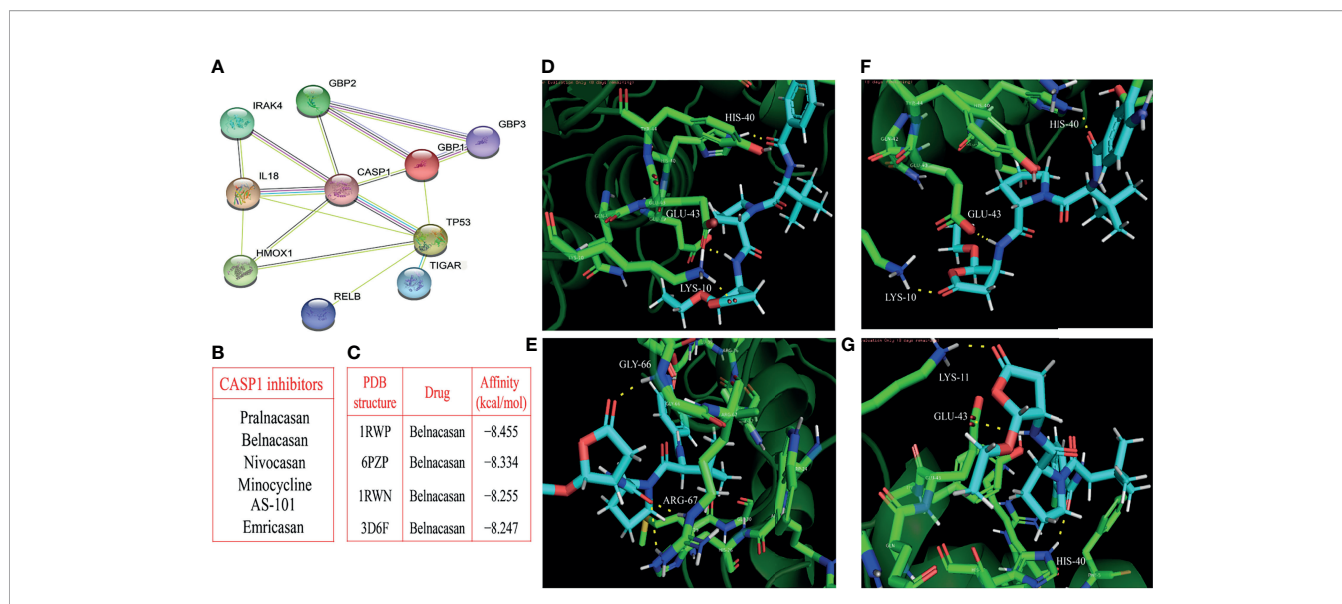 A
GBP2
IRAK4
GBP3
GBP1
CASP1
IL18
TP53
HMOX1
TIGAR
RELB
B
CASP1 inhibitors
Pralnacasan
Belnacasan
Nivocasan
Minocycline
AS-101
Emricasan
C
PDB structure Drug Affinity (kcal/mol)
1RWP Belnacasan −8.455
6PZP Belnacasan −8.334
1RWN Belnacasan −8.255
3D6F Belnacasan −8.247
D
HIS-40
GLU-43
LYS-10
E
GLY-66
ARG-67
F
HIS-40
GLU-43
LYS-10
G
LYS-11
GLU-43
HIS-40